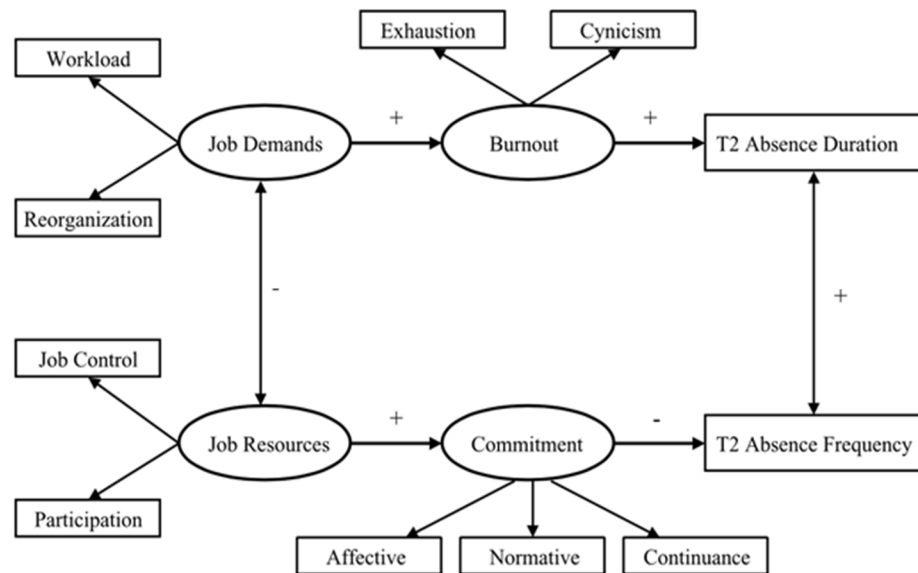 Exhaustion
Cynicism
Workload
+
+
Job Demands
Burnout
T2 Absence Duration
Reorganization
-
+
Job Control
+
-
Job Resources
Commitment
T2 Absence Frequency
Participation
Affective
Normative
Continuance